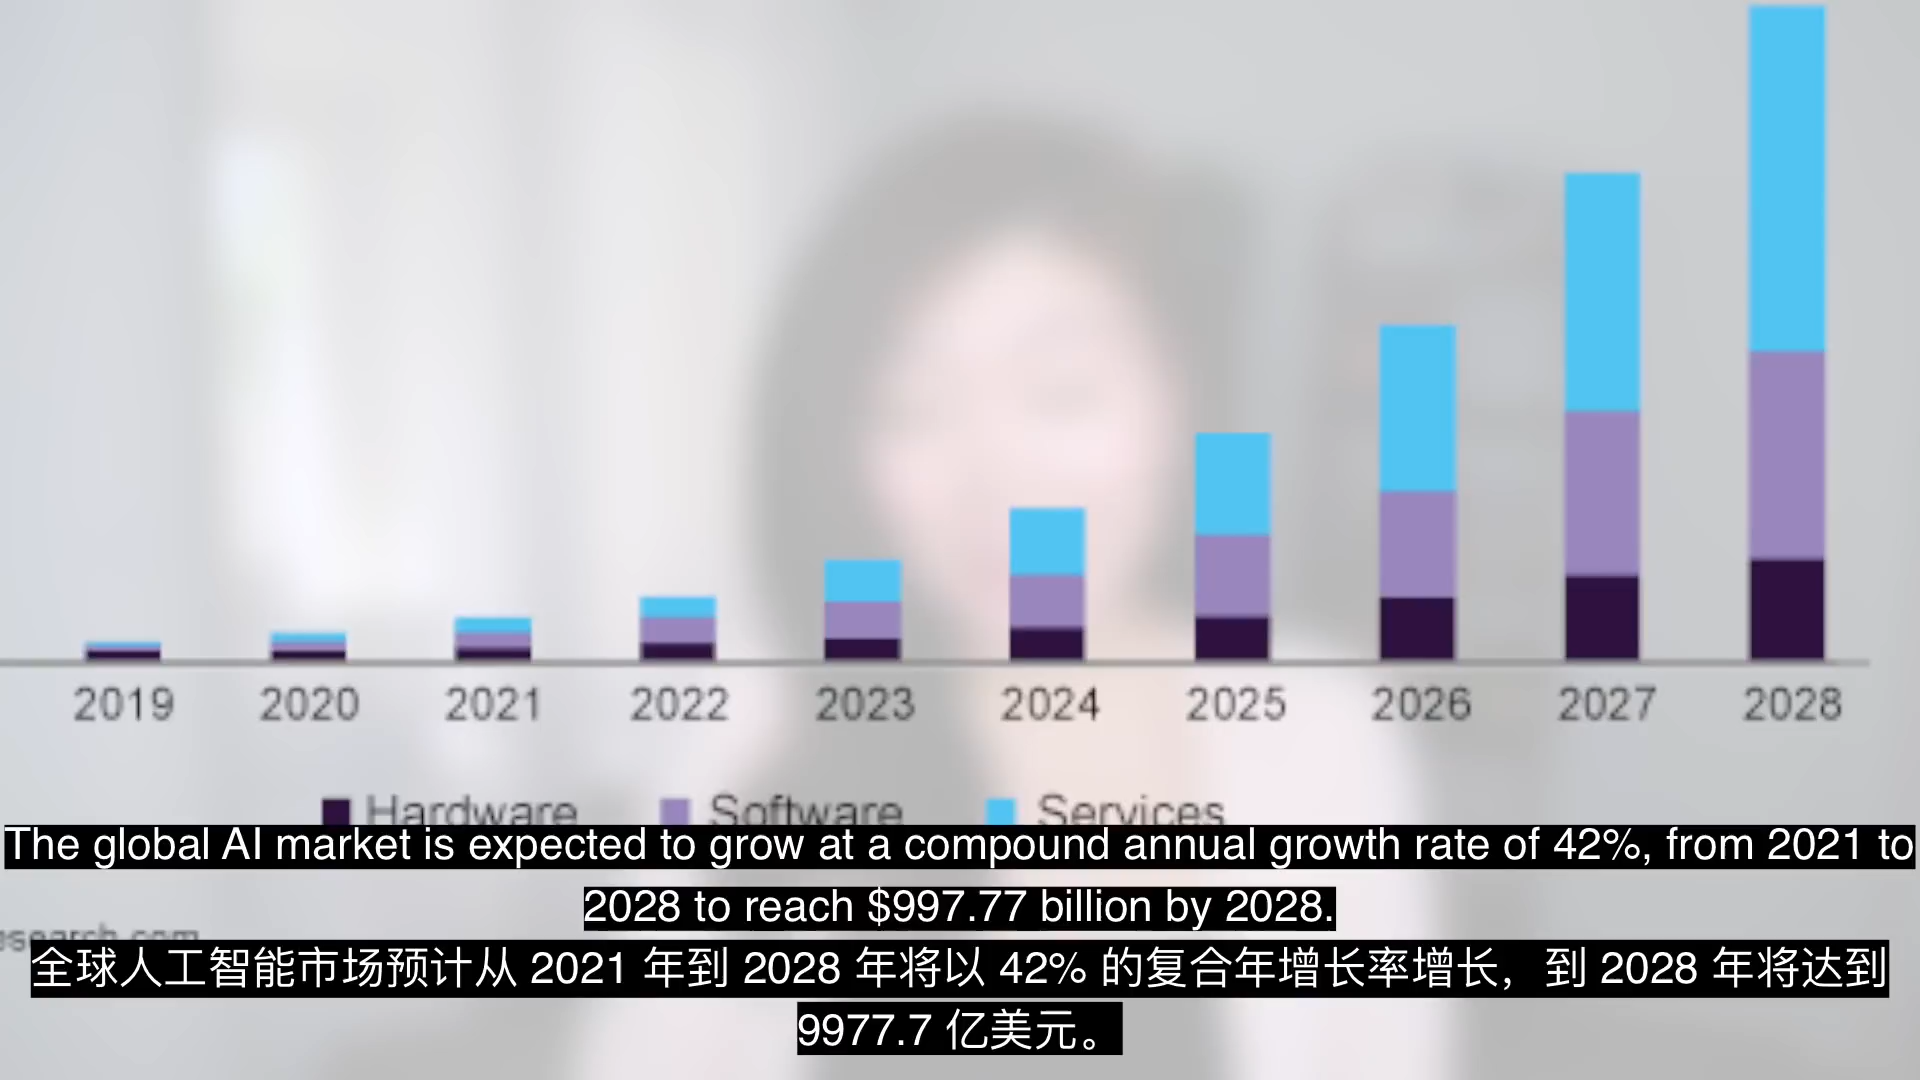 2019 2020 2021 2022 2023 2024 2025 2026 2027 2028
Hardware Software Services
The global AI market is expected to grow at a compound annual growth rate of 42%, from 2021 to
2028 to reach $997.77 billion by 2028.
esearch.com
全球人工智能市场预计从 2021 年到 2028 年将以 42% 的复合年增长率增长，到 2028 年将达到
9977.7 亿美元。